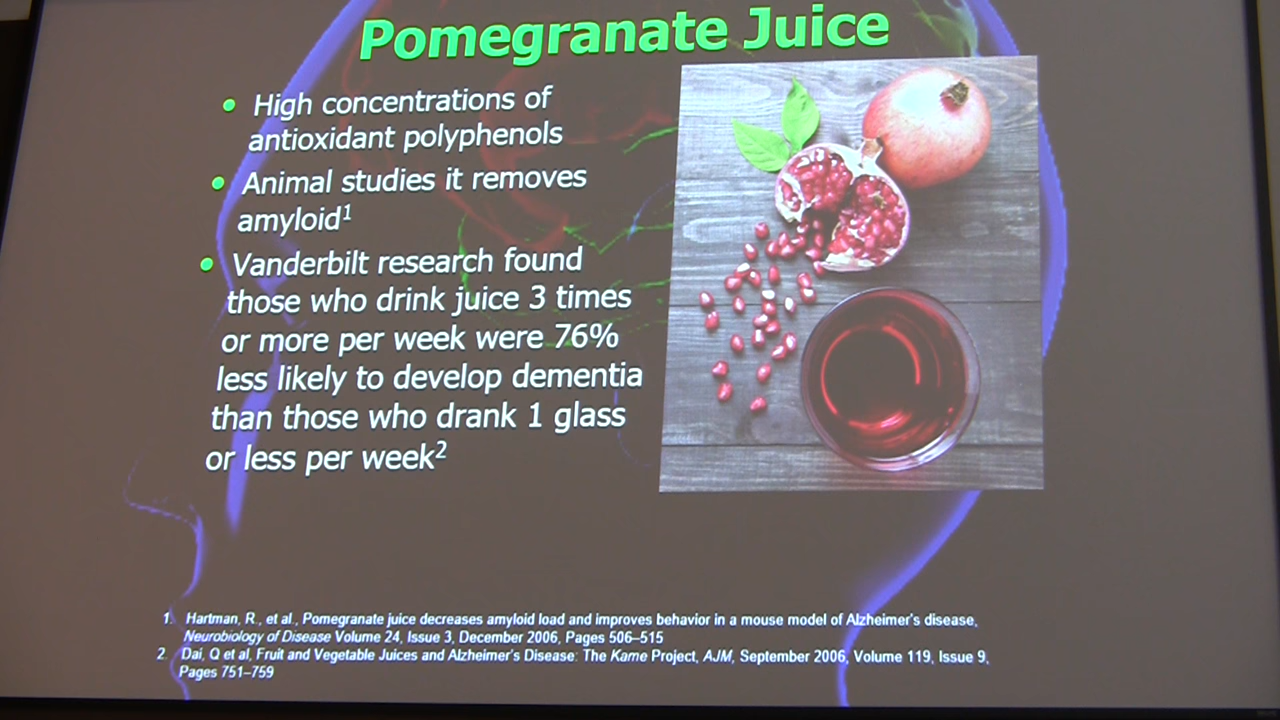 Pomegranate Juice
High concentrations of
antioxidant polyphenols
Animal studies it removes
amyloid1
Vanderbilt research found
those who drink juice 3 times
or more per week were 76%
less likely to develop dementia
than those who drank 1 glass
or less per week2
1. Hartman, R., et al., Pomegranate juice decreases amyloid load and improves behavior in a mouse model of Alzheimer's disease,
Neurobiology of Disease Volume 24, Issue 3, December 2006, Pages 506–515
2. Dai, Q et al, Fruit and Vegetable Juices and Alzheimer's Disease: The Kame Project, AJM, September 2006, Volume 119, Issue 9,
Pages 751–759